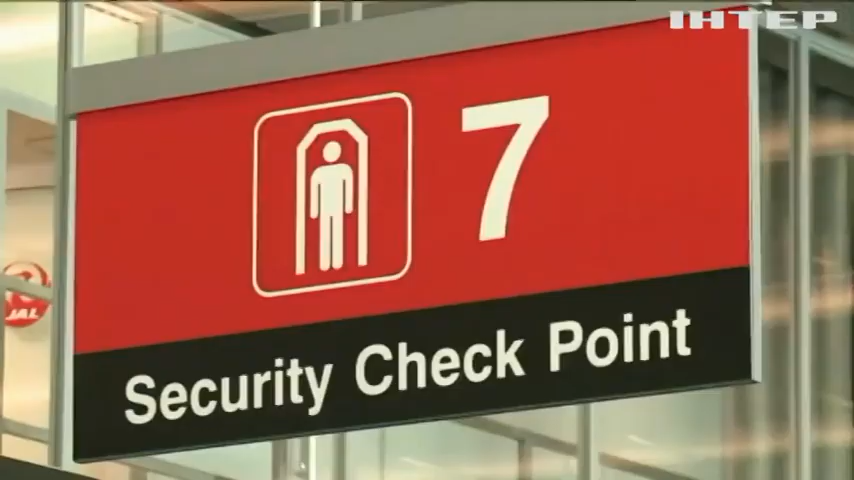 ІНТЕР
7
JAL
Security Check Point